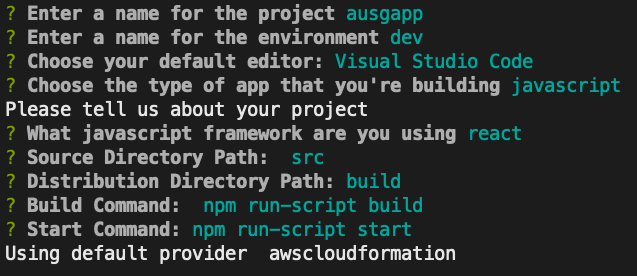 ? Enter a name for the project ausgapp
? Enter a name for the environment dev
? Choose your default editor: Visual Studio Code
? Choose the type of app that you're building javascript
Please tell us about your project
? What javascript framework are you using react
? Source Directory Path:  src
? Distribution Directory Path: build
? Build Command:  npm run-script build
? Start Command: npm run-script start
Using default provider  awscloudformation